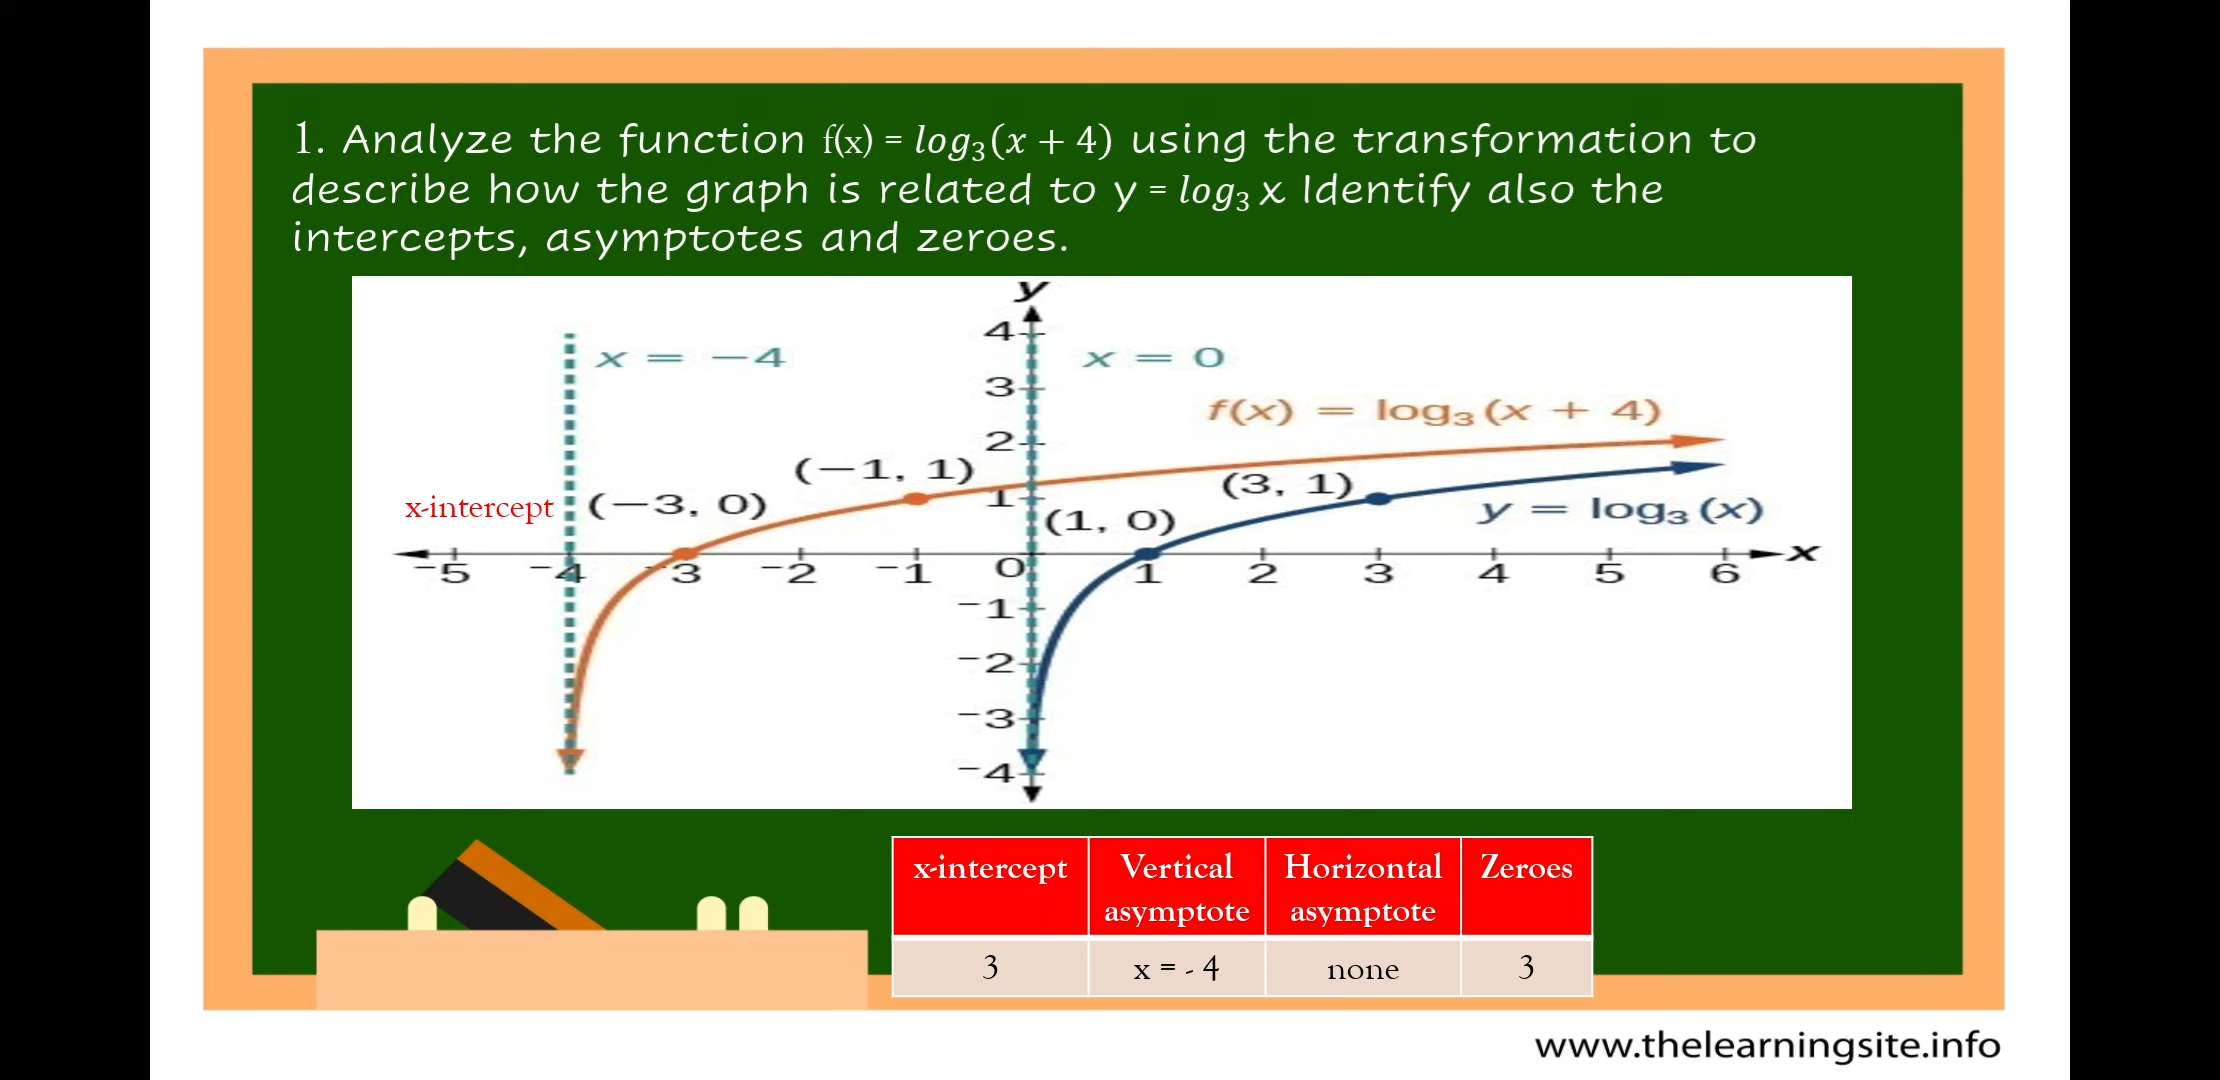 1. Analyze the function f(x) = log₃(x + 4) using the transformation to
describe how the graph is related to y = log₃ x Identify also the
intercepts, asymptotes and zeroes.
y
4
x = −4
x = 0
3
f(x) = log₃(x + 4)
2
(−1, 1)
(3, 1)
x-intercept
(−3, 0)
1
(1, 0)
y = log₃(x)
x
−5 −4 −3 −2 −1 0 1 2 3 4 5 6
−1
−2
−3
−4
x-intercept Vertical asymptote Horizontal asymptote Zeroes
3 x = - 4 none 3
www.thelearningsite.info